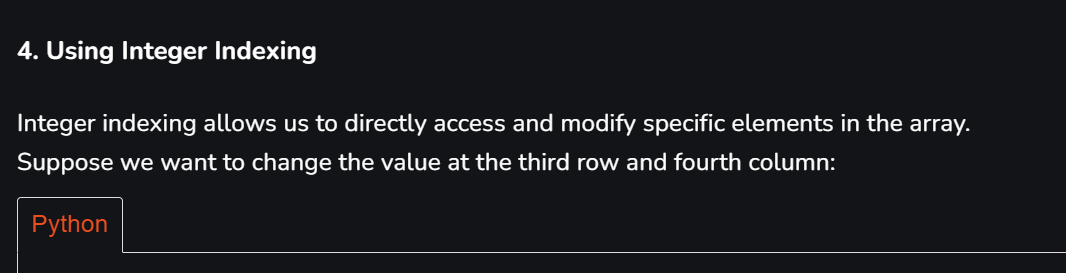 4. Using Integer Indexing
Integer indexing allows us to directly access and modify specific elements in the array.
Suppose we want to change the value at the third row and fourth column:
Python